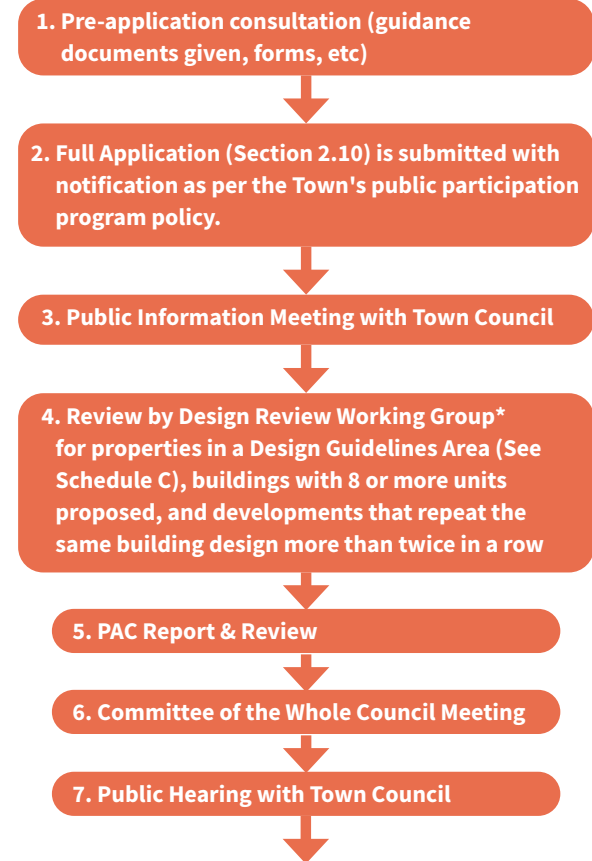 1. Pre-application consultation (guidance
documents given, forms, etc)
2. Full Application (Section 2.10) is submitted with
notification as per the Town's public participation
program policy.
3. Public Information Meeting with Town Council
4. Review by Design Review Working Group*
for properties in a Design Guidelines Area (See
Schedule C), buildings with 8 or more units
proposed, and developments that repeat the
same building design more than twice in a row
5. PAC Report & Review
6. Committee of the Whole Council Meeting
7. Public Hearing with Town Council